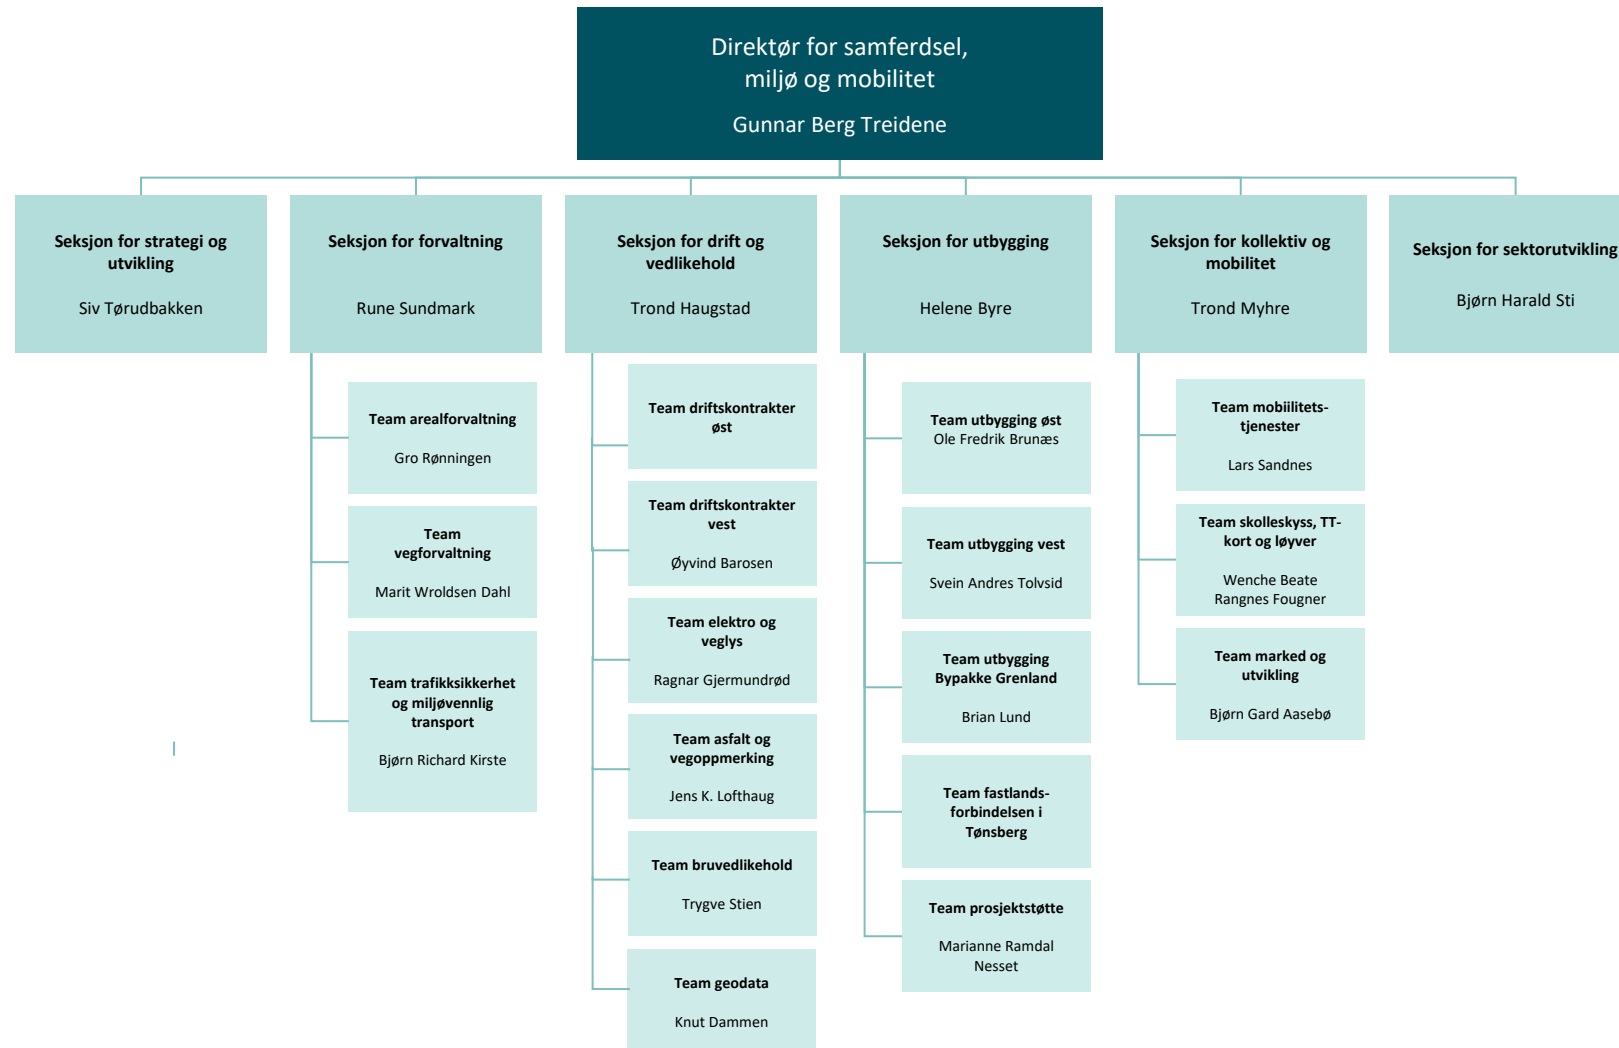 Direktør for samferdsel,
miljø og mobilitet
Gunnar Berg Treidene
Seksjon for strategi og
utvikling
Siv Tørudbakken
Seksjon for forvaltning
Rune Sundmark
Team arealforvaltning
Gro Rønningen
Team
vegforvaltning
Marit Wroldsen Dahl
Team trafikksikkerhet
og miljøvennlig
transport
Bjørn Richard Kirste
Seksjon for drift og
vedlikehold
Trond Haugstad
Team driftskontrakter
øst
Team driftskontrakter
vest
Øyvind Barosen
Team elektro og
veglys
Ragnar Gjermundrød
Team asfalt og
vegoppmerking
Jens K. Lofthaug
Team bruvedlikehold
Trygve Stien
Team geodata
Knut Dammen
Seksjon for utbygging
Helene Byre
Team utbygging øst
Ole Fredrik Brunæs
Team utbygging vest
Svein Andres Tolvsid
Team utbygging
Bypakke Grenland
Brian Lund
Team fastlands-
forbindelsen i
Tønsberg
Team prosjektstøtte
Marianne Ramdal
Nesset
Seksjon for kollektiv og
mobilitet
Trond Myhre
Team mobiilitets-
tjenester
Lars Sandnes
Team skolleskyss, TT-
kort og løyver
Wenche Beate
Rangnes Fougner
Team marked og
utvikling
Bjørn Gard Aasebø
Seksjon for sektorutvikling
Bjørn Harald Sti